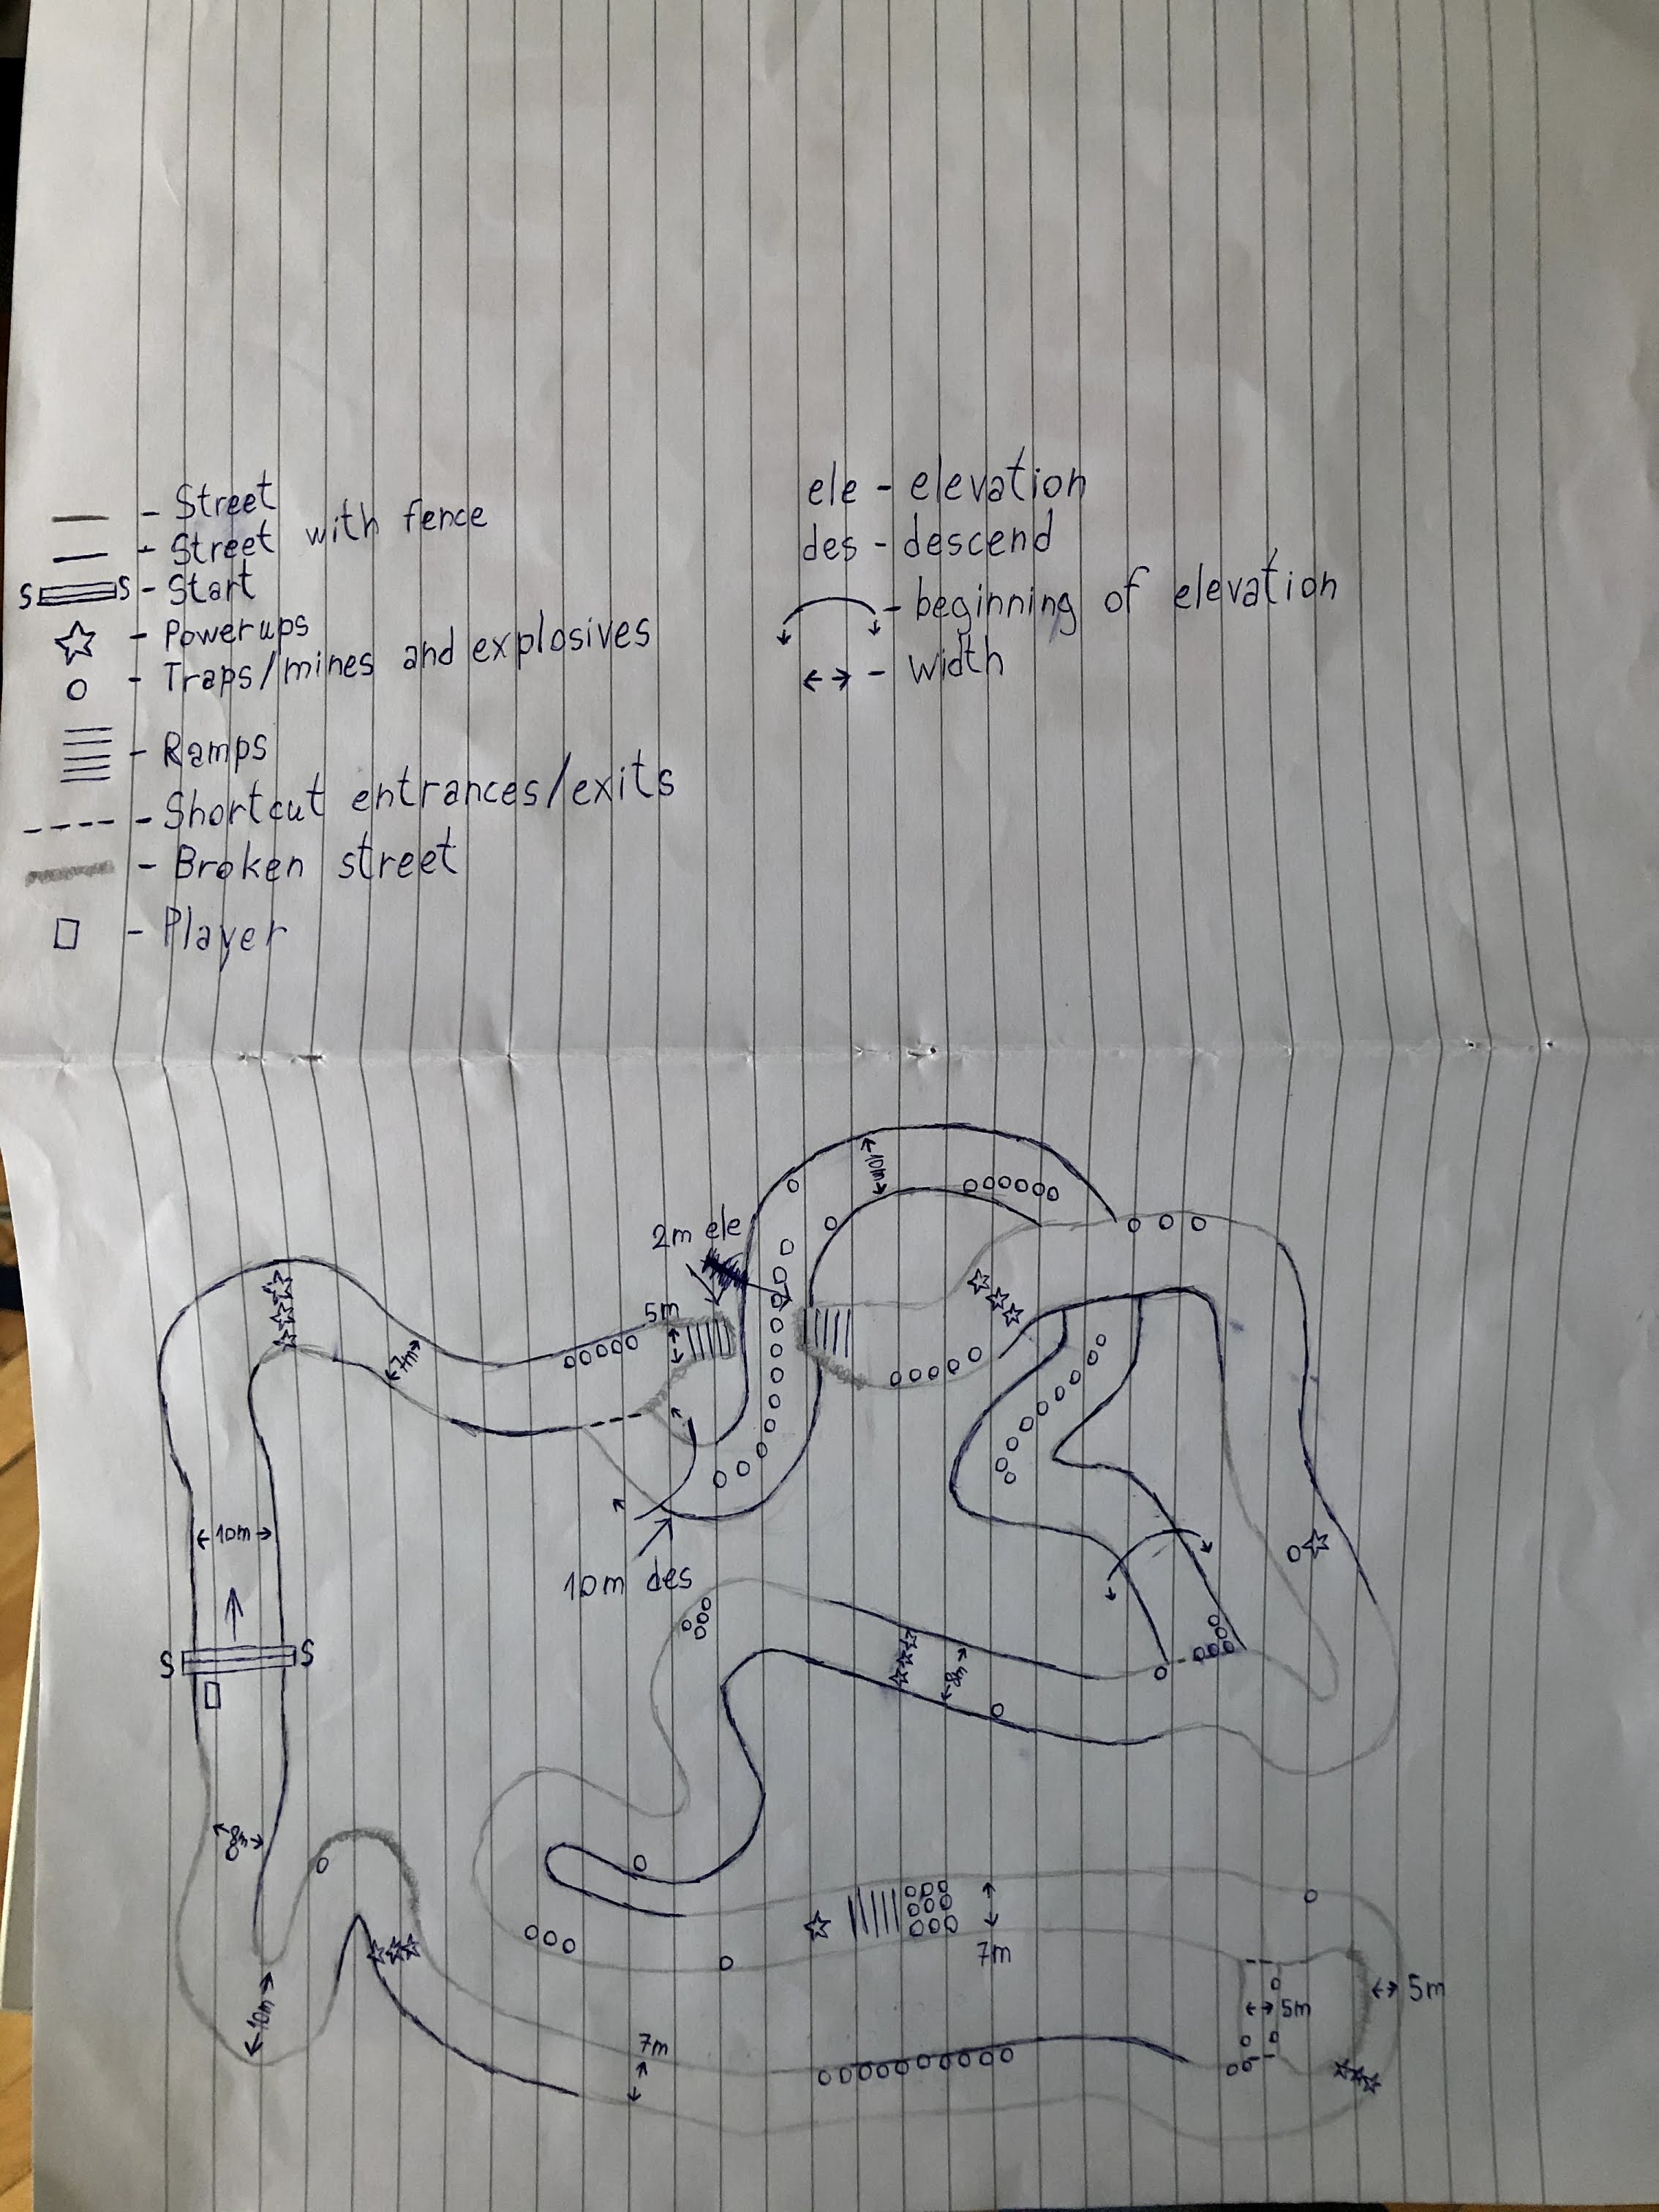 — Street
— Street with fence
S S - Start
- Powerups
- Traps/mines and explosives
- Ramps
- Shortcut entrances/exits
- Broken street
- Player
ele - elevation
des - descend
- beginning of elevation
- width
10m
2m ele
5m
7m
10m
10m des
S S
8m
8m
7m
5m
5m
10m
7m